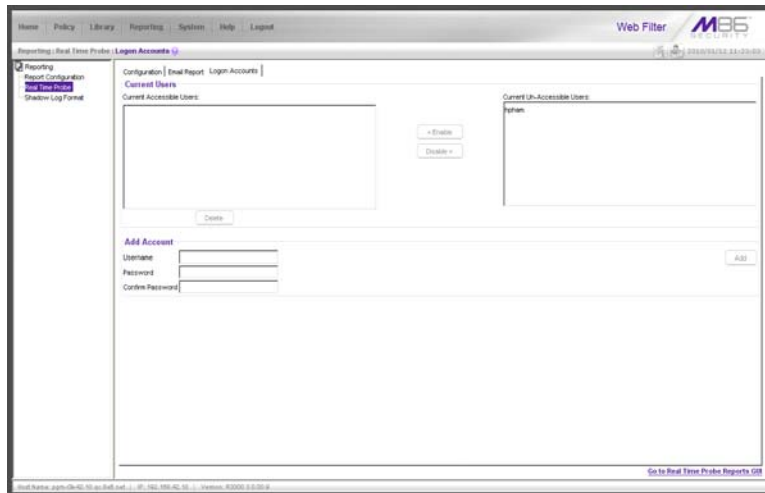 Home Policy Library Reporting System Help Logout
Web Filter
M86
SECURITY
Reporting : Real Time Probe : Logon Accounts
Reporting
Report Configuration
Real Time Probe
Shadow Log Format
Configuration Email Report Logon Accounts
Current Users
Current Accessible Users:
Current Un-Accessible Users:
hpham
< Enable
Disable >
Delete
Add Account
Username
Password
Confirm Password
Add
Go to Real Time Probe Reports GUI
Host Name: